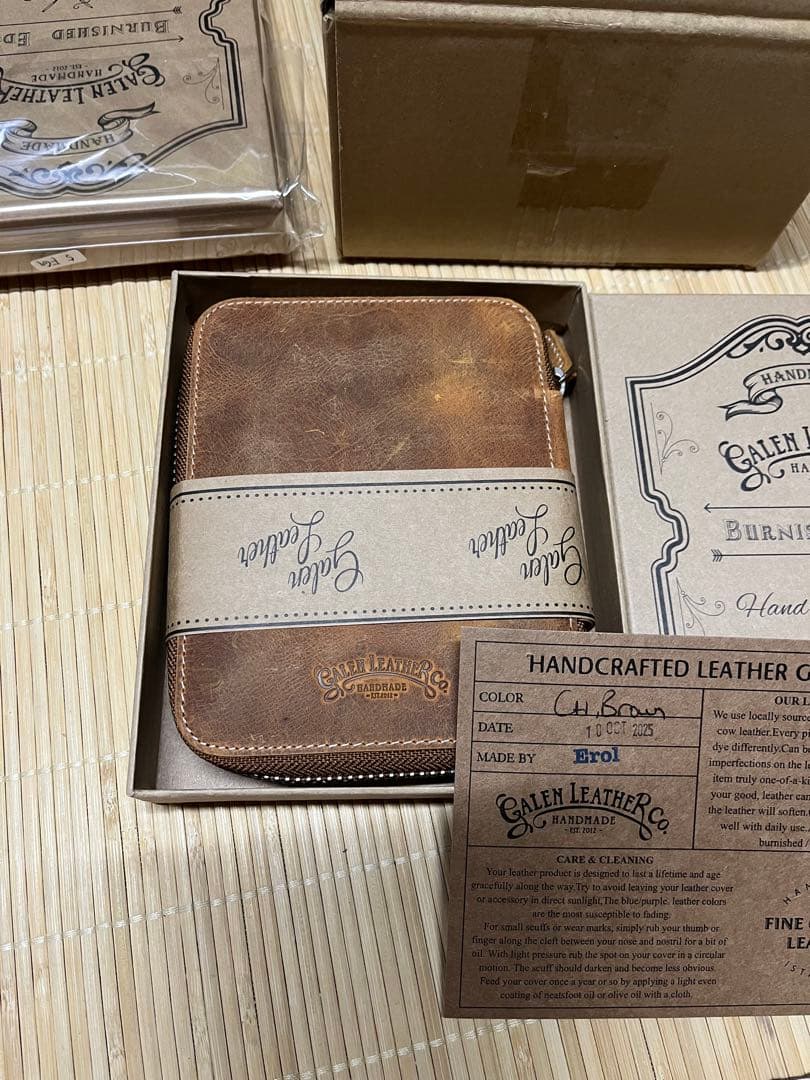 BURNISHED ED
GALEN LEATHER
HANDMADE
- EST. 2012 -
HANDMADE
5 EGA
Galen
Leather
Galen
Leather
GALEN LEATHER CO.
HANDMADE
- EST. 2012 -
GALEN
HA
BURNIS
Hand
HANDCRAFTED LEATHER G
COLOR CH. Brown
DATE 10 OCT 2025
MADE BY Erol
GALEN LEATHER CO.
HANDMADE
- EST. 2012 -
OUR L
We use locally source
cow leather.Every pi
dye differently.Can b
imperfections on the l
item truly one-of-a-ki
your good, leather can
the leather will soften.
well with daily use.
burnished /
CARE & CLEANING
Your leather product is designed to last a lifetime and age
gracefully along the way.Try to avoid leaving your leather cover
or accessory in direct sunlight,The blue/purple. leather colors
are the most susceptible to fading.
For small scuffs or wear marks, simply rub your thumb or
finger along the cleft between your nose and nostril for a bit of
oil. With light pressure rub the spot on your cover in a circular
motion. The scuff should darken and become less obvious.
Feed your cover once a year or so by applying a light even
coating of neatsfoot oil or olive oil with a cloth.
HAN
FINE
LEA
IST